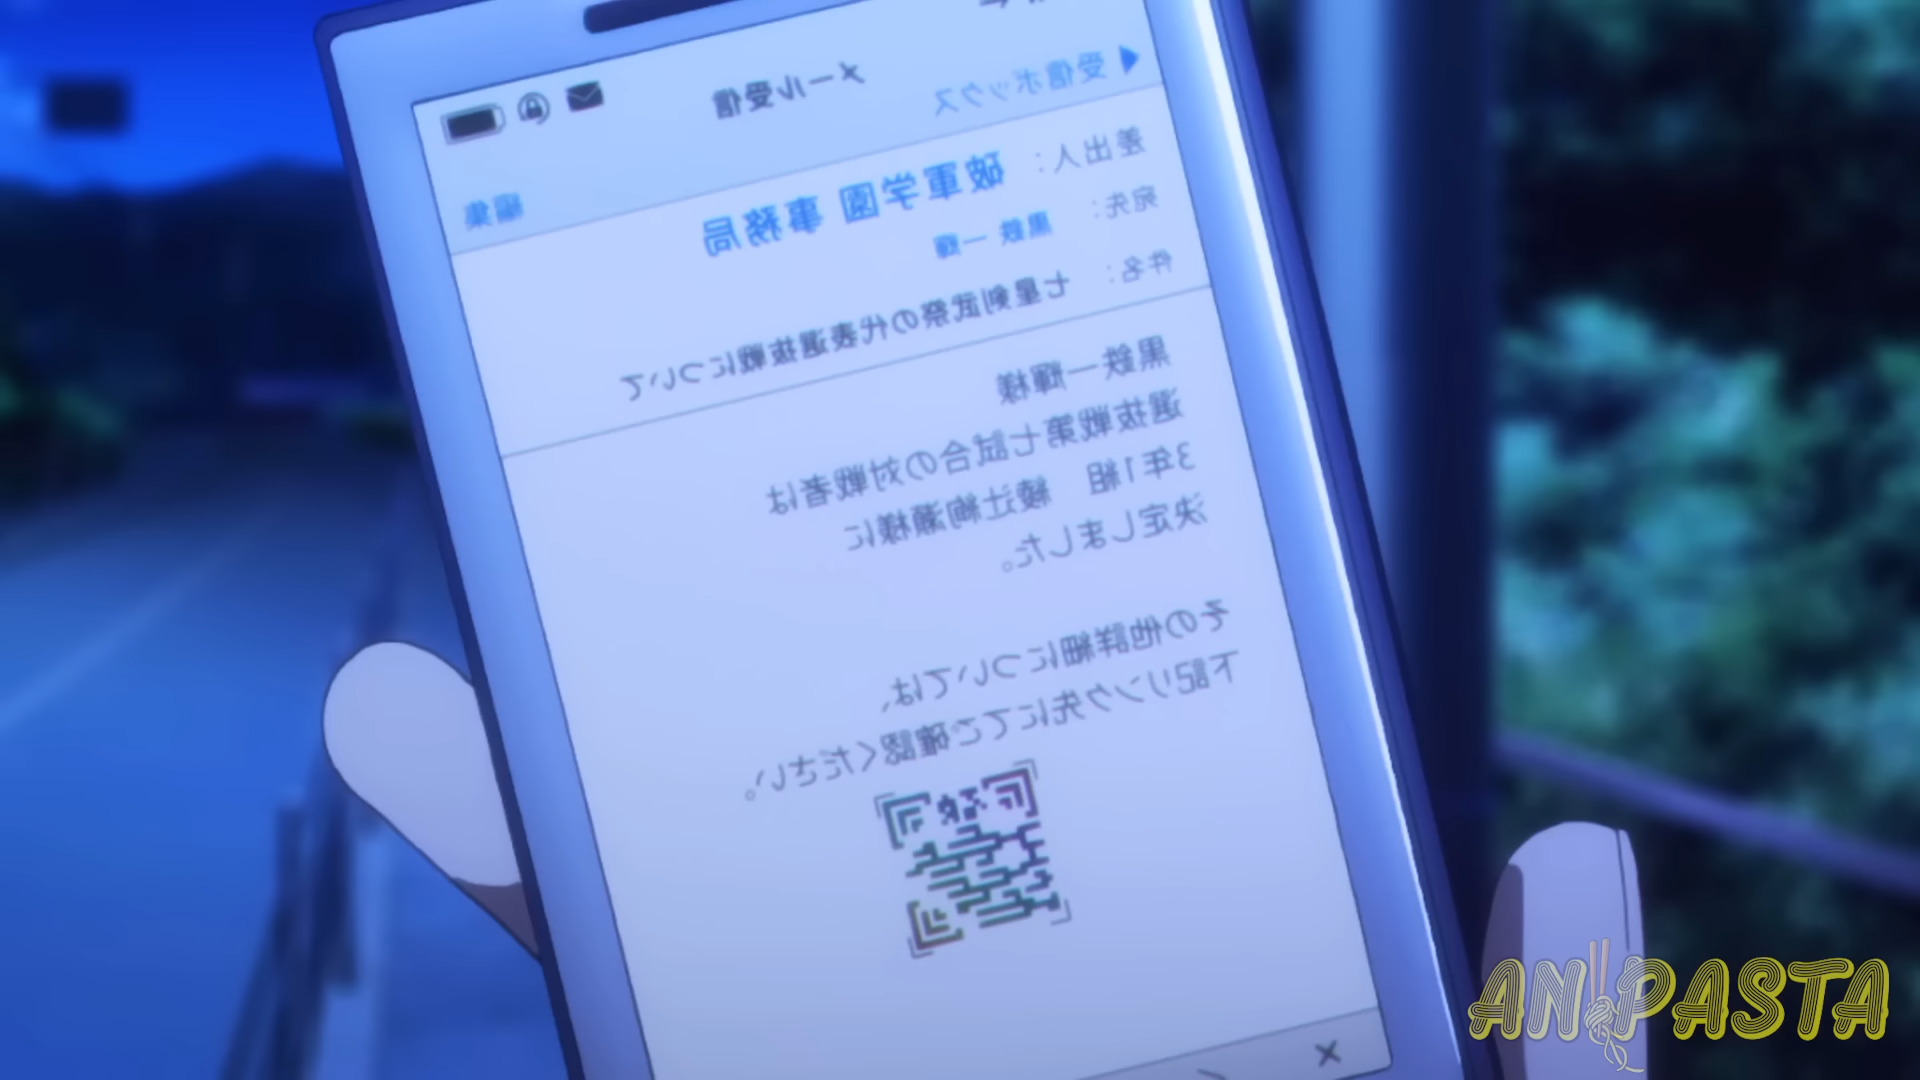 メール受信
受信ボックス
編集
差出人： 破軍学園 事務局
宛先： 黒鉄 一輝
件名： 七星剣武祭の代表選抜戦について
黒鉄一輝様
選抜戦第七試合の対戦者は
3年1組 綾辻絢瀬様に
決定しました。
その他詳細については、
下記リンク先にてご確認ください。
ANIPASTA